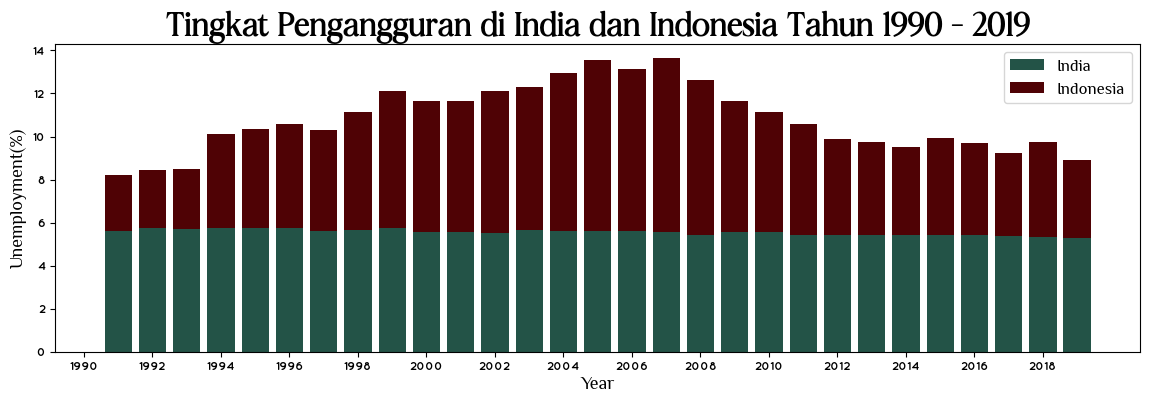 Tingkat Pengangguran di India dan Indonesia Tahun 1990 - 2019
India
Indonesia
Unemployment(%)
14
12
10
8
6
4
2
0
1990 1992 1994 1996 1998 2000 2002 2004 2006 2008 2010 2012 2014 2016 2018
Year